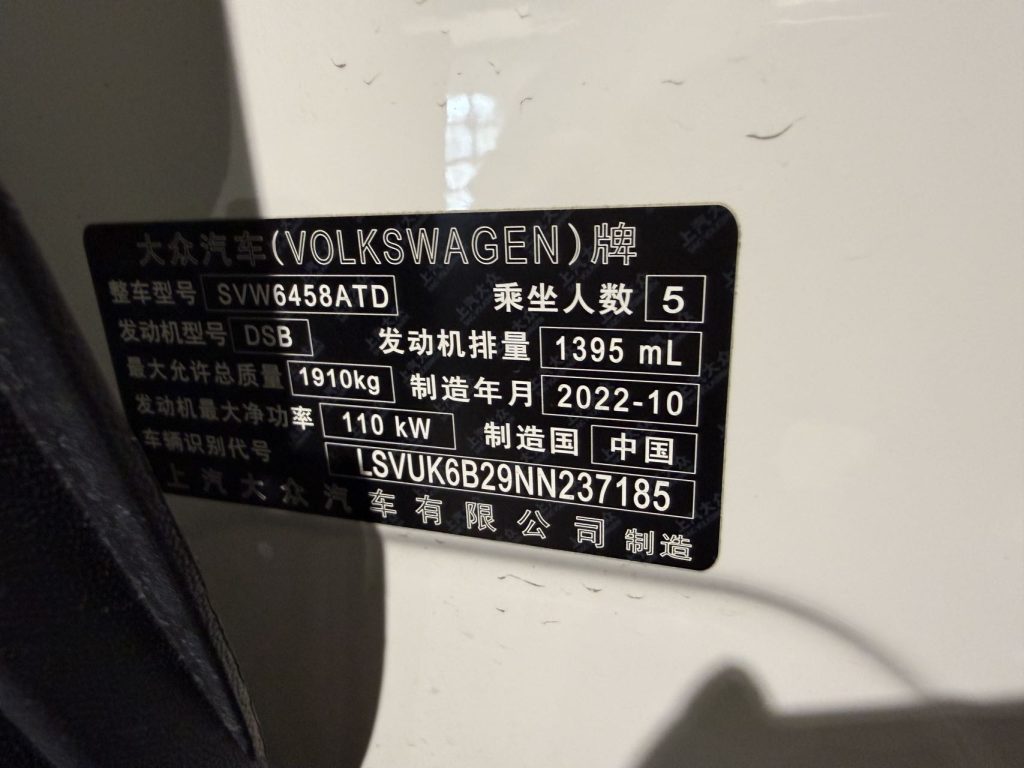 大众汽车(VOLKSWAGEN)牌
整车型号 SVW6458ATD 乘坐人数 5
发动机型号 DSB 发动机排量 1395 mL
最大允许总质量 1910kg 制造年月 2022-10
发动机最大净功率 110 kW 制造国 中国
车辆识别代号 LSVUK6B29NN237185
上汽大众汽车有限公司制造